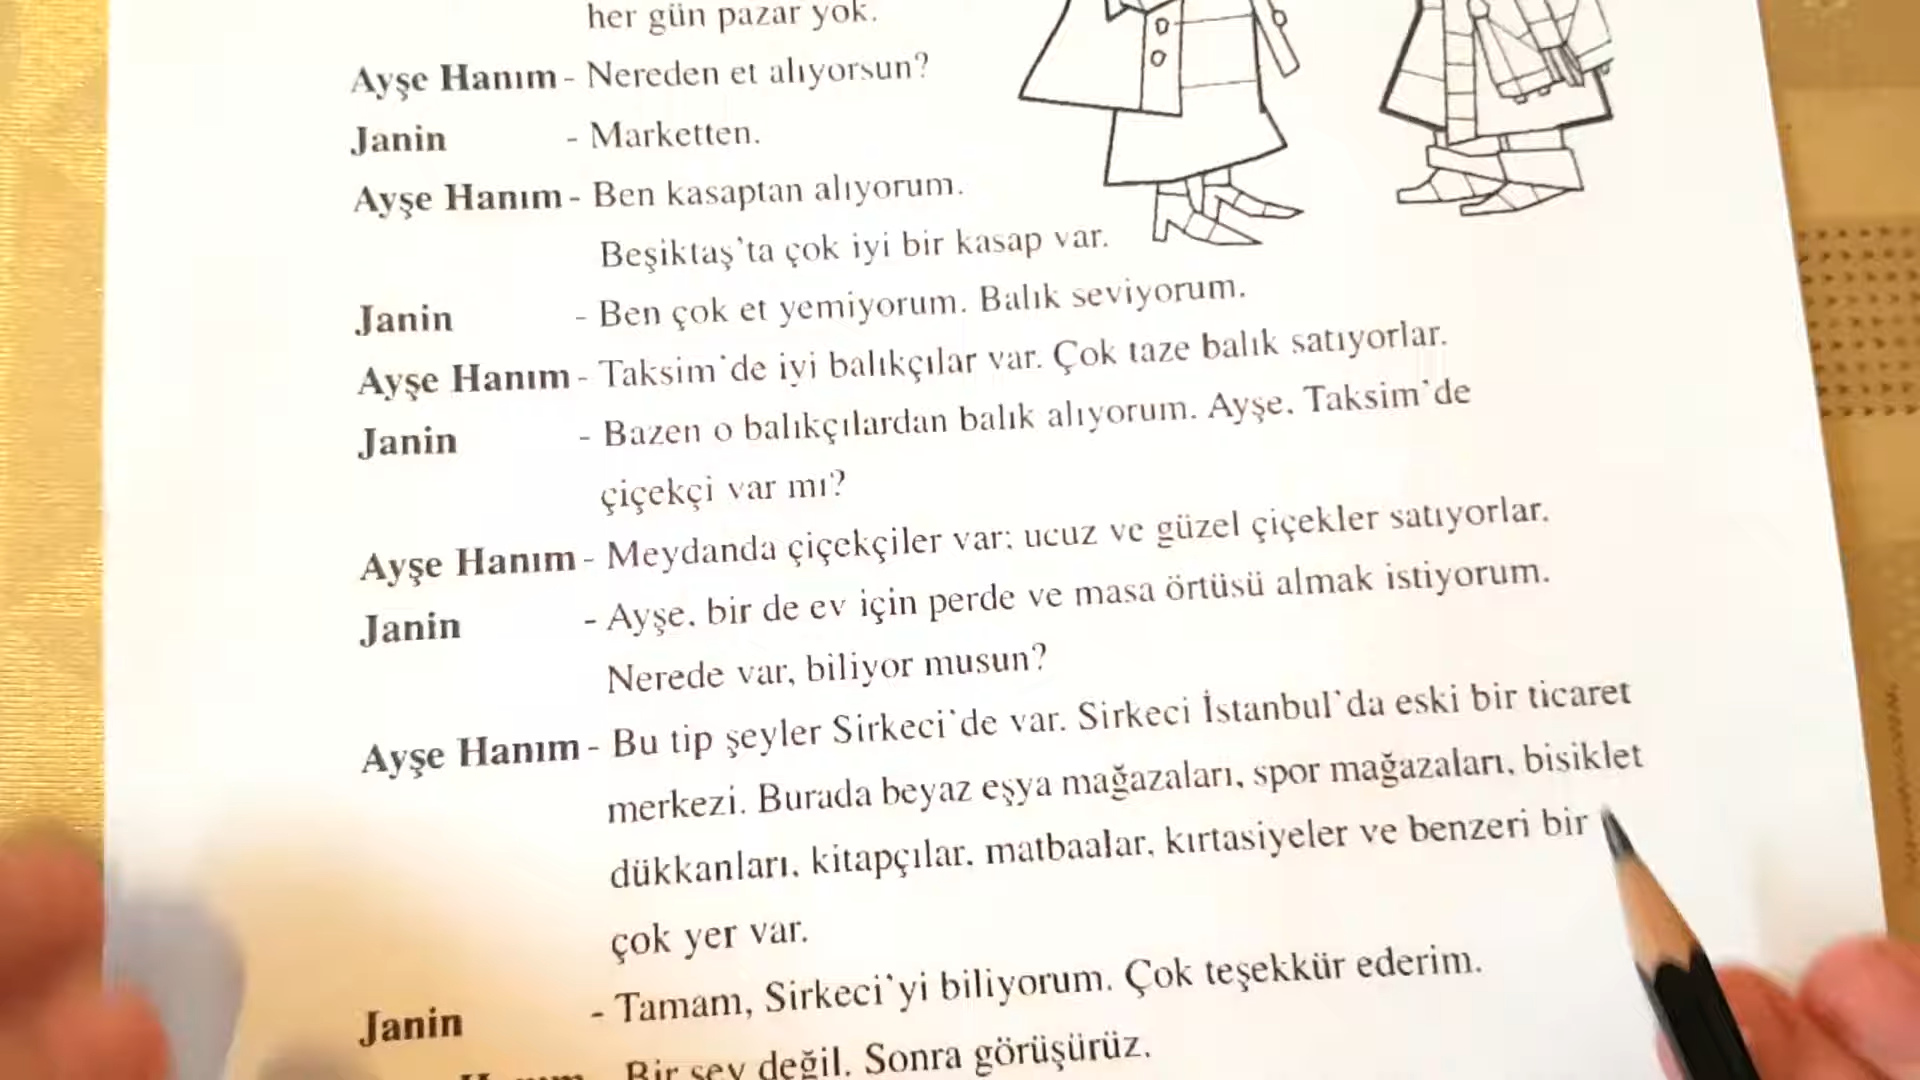 her gün pazar yok.
Ayşe Hanım - Nereden et alıyorsun?
Janin - Marketten.
Ayşe Hanım - Ben kasaptan alıyorum.
Beşiktaş'ta çok iyi bir kasap var.
Janin - Ben çok et yemiyorum. Balık seviyorum.
Ayşe Hanım - Taksim'de iyi balıkçılar var. Çok taze balık satıyorlar.
Janin - Bazen o balıkçılardan balık alıyorum. Ayşe, Taksim'de
çiçekçi var mı?
Ayşe Hanım - Meydanda çiçekçiler var; ucuz ve güzel çiçekler satıyorlar.
Janin - Ayşe, bir de ev için perde ve masa örtüsü almak istiyorum.
Nerede var, biliyor musun?
Ayşe Hanım - Bu tip şeyler Sirkeci'de var. Sirkeci İstanbul'da eski bir ticaret
merkezi. Burada beyaz eşya mağazaları, spor mağazaları, bisiklet
dükkanları, kitapçılar, matbaalar, kırtasiyeler ve benzeri bir
çok yer var.
Janin - Tamam, Sirkeci'yi biliyorum. Çok teşekkür ederim.
Bir şey değil. Sonra görüşürüz.